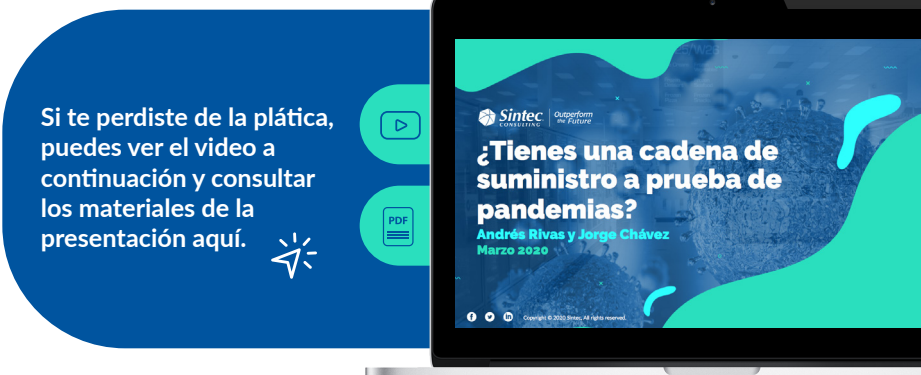 Si te perdiste de la plática,
puedes ver el video a
continuación y consultar
los materiales de la
presentación aquí.
PDF
Sintec
CONSULTING
Outperform
the Future
¿Tienes una cadena de
suministro a prueba de
pandemias?
Andrés Rivas y Jorge Chávez
Marzo 2020
Copyright © 2020 Sintec, All rights reserved.